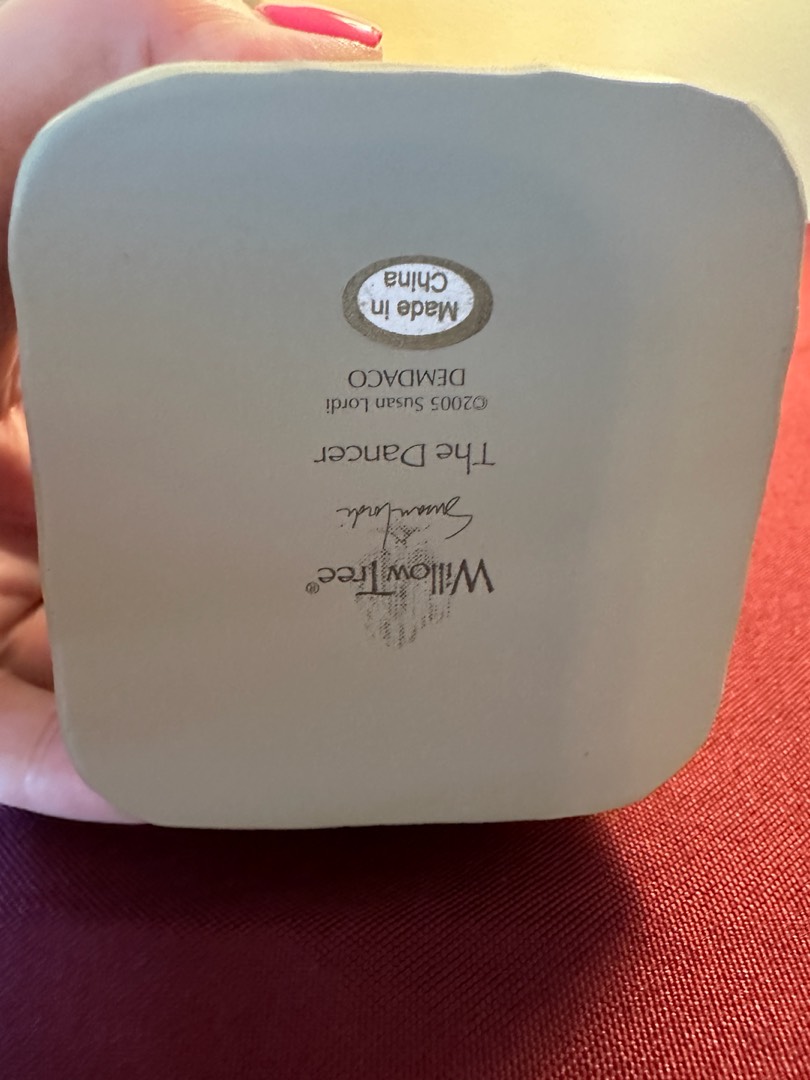 WillowTree®
Susan Lordi
The Dancer
©2005 Susan Lordi
DEMDACO
Made in
China